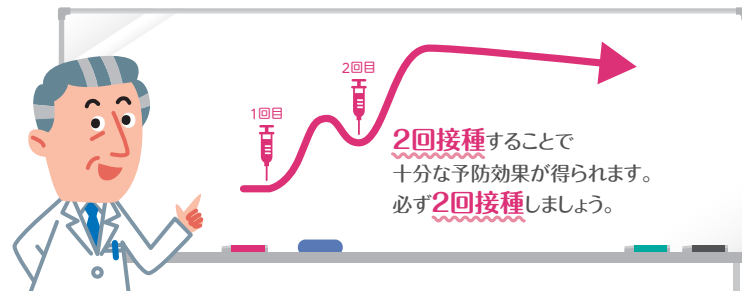 1回目
2回目
2回接種することで
十分な予防効果が得られます。
必ず2回接種しましょう。